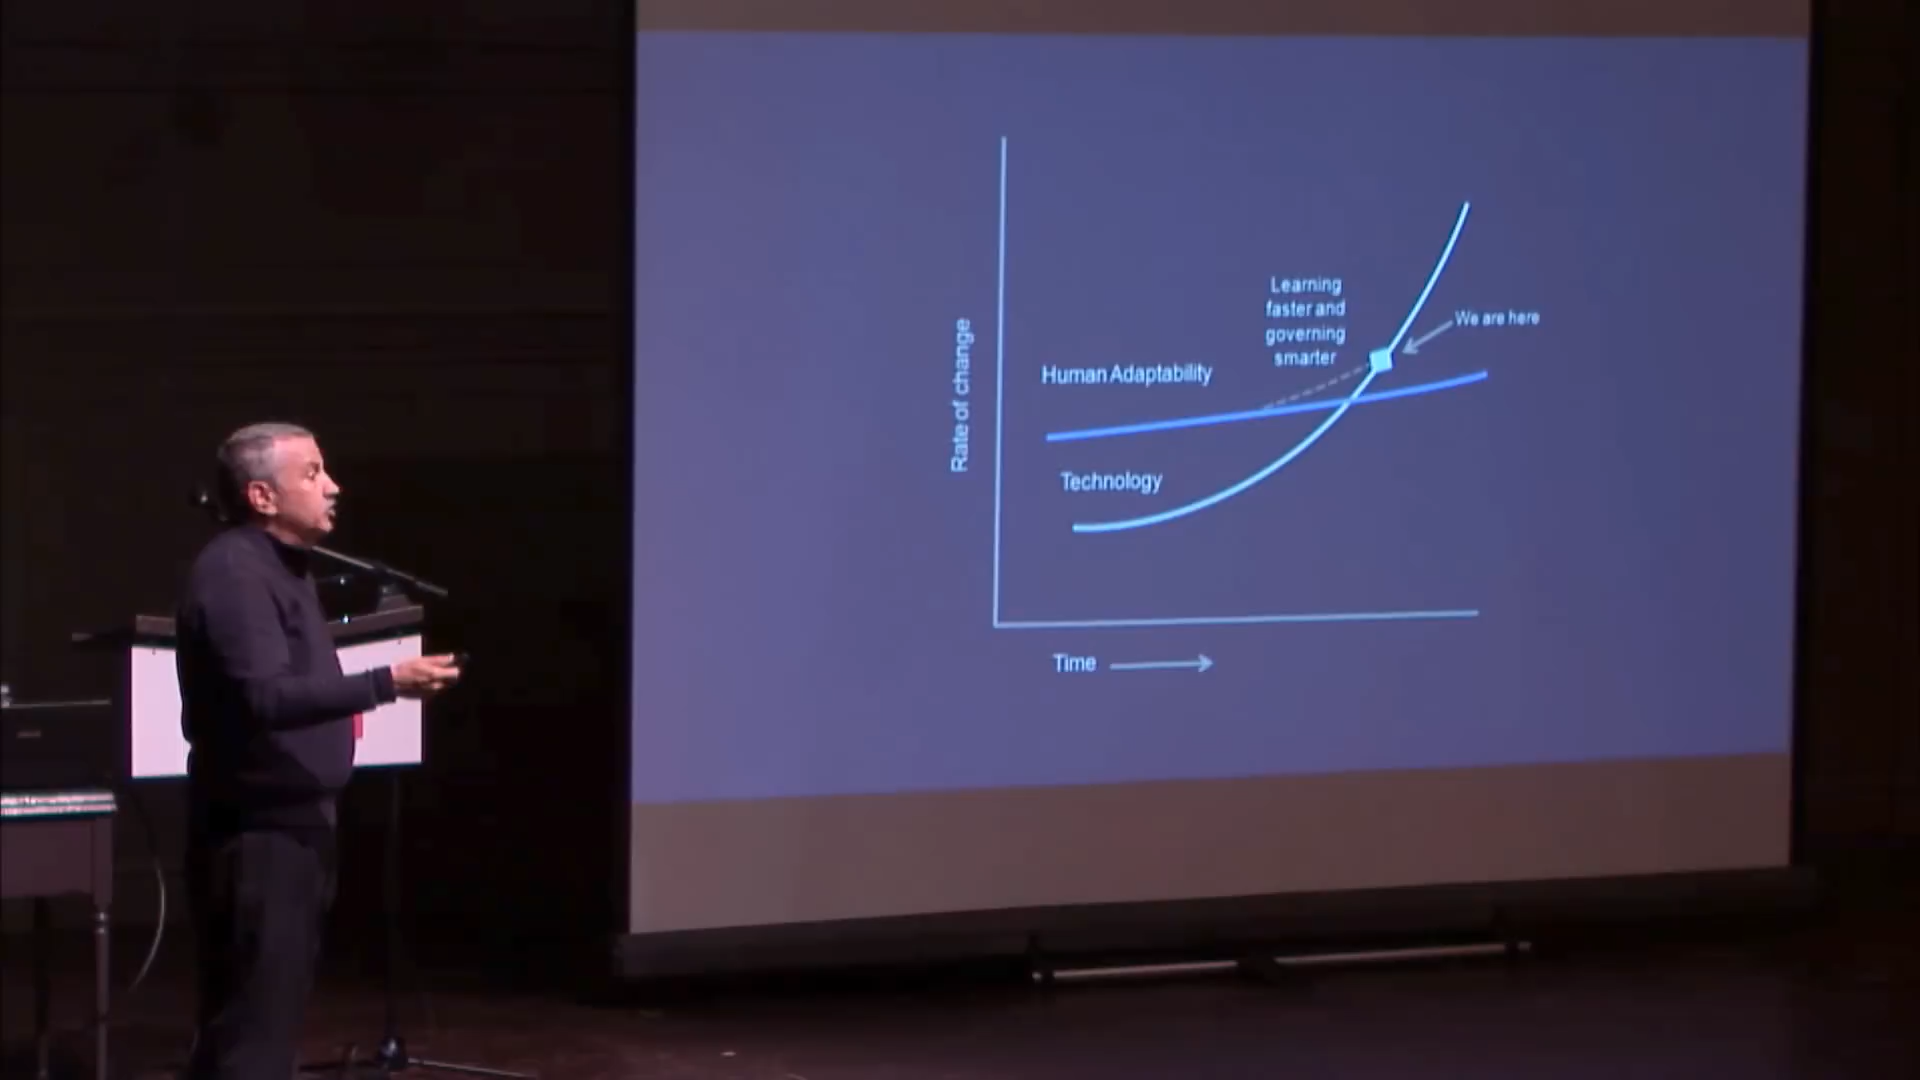 Learning
faster and
governing
smarter
We are here
Human Adaptability
Rate of change
Technology
Time